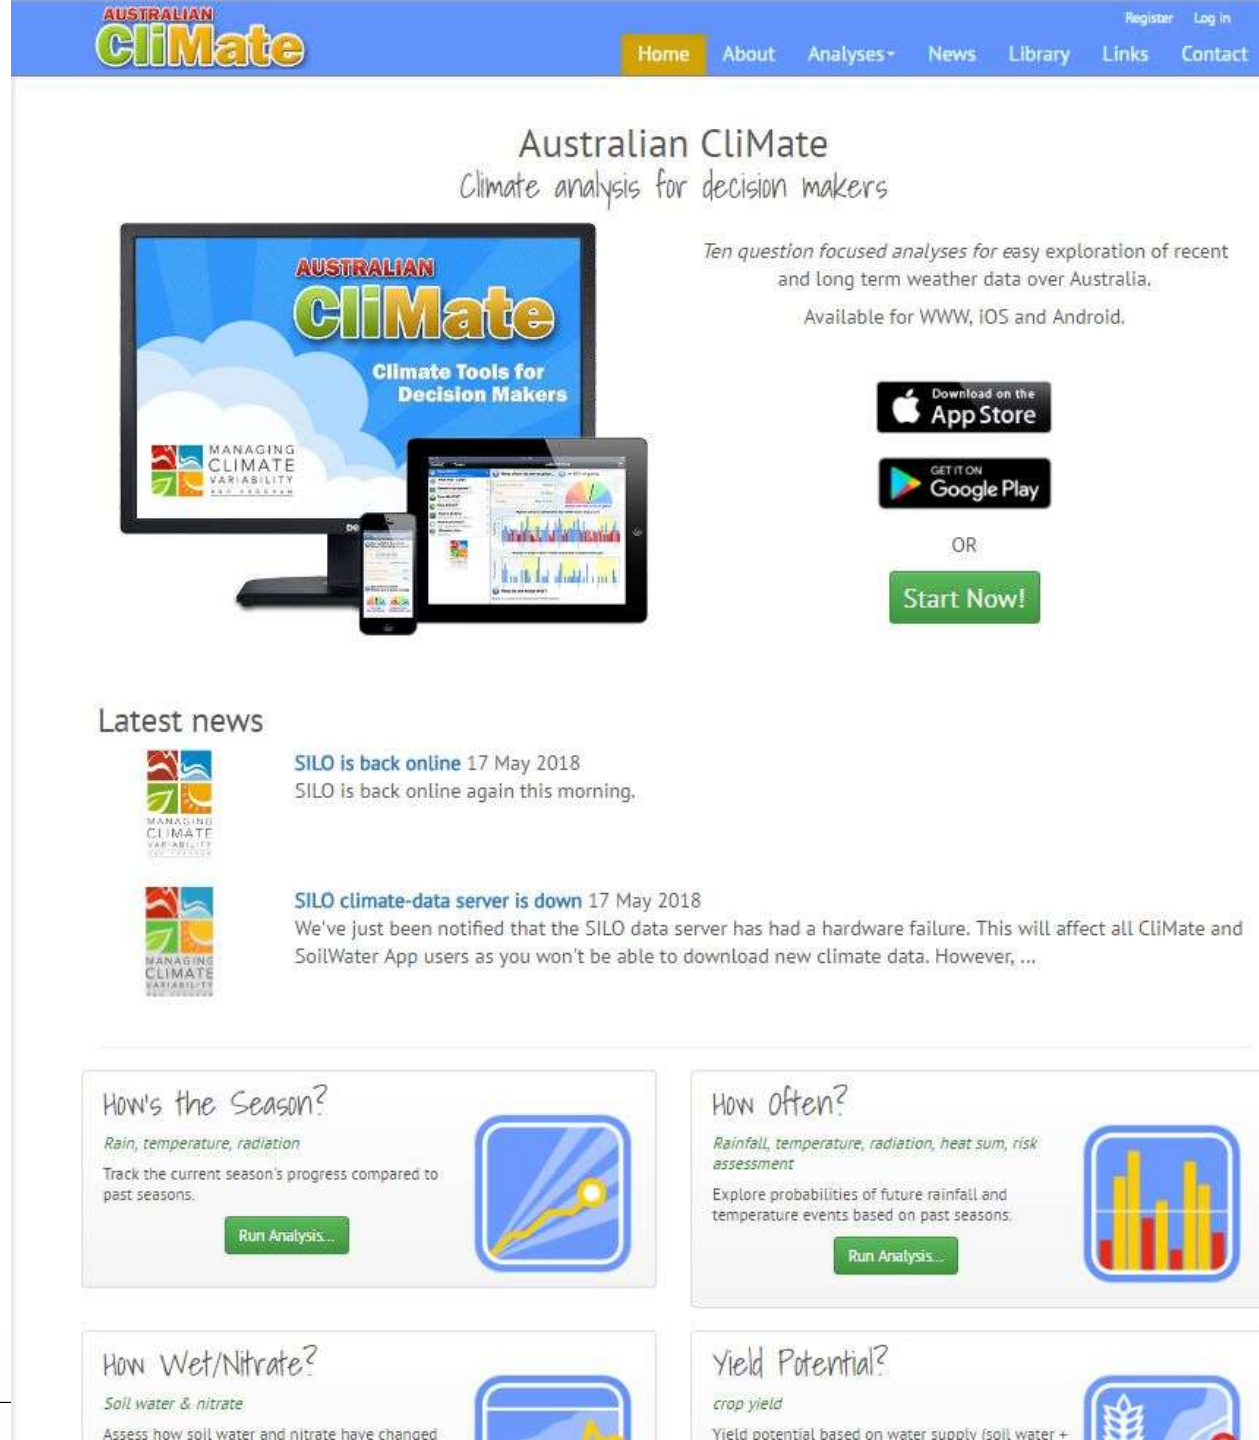 AUSTRALIAN
CliMate
Register Log in
Home About Analyses News Library Links Contact
Australian CliMate
Climate analysis for decision makers
AUSTRALIAN
CliMate
Climate Tools for
Decision Makers
MANAGING
CLIMATE
VARIABILITY
Ten question focused analyses for easy exploration of recent
and long term weather data over Australia.
Available for WWW, iOS and Android.
Download on the
App Store
GET IT ON
Google Play
OR
Start Now!
Latest news
MANAGING
CLIMATE
VARIABILITY
SILO is back online 17 May 2018
SILO is back online again this morning.
MANAGING
CLIMATE
VARIABILITY
SILO climate-data server is down 17 May 2018
We've just been notified that the SILO data server has had a hardware failure. This will affect all CliMate and
SoilWater App users as you won't be able to download new climate data. However, ...
How's the Season?
Rain, temperature, radiation
Track the current season's progress compared to
past seasons.
Run Analysis...
How Often?
Rainfall, temperature, radiation, heat sum, risk
assessment
Explore probabilities of future rainfall and
temperature events based on past seasons.
Run Analysis...
How Wet/Nitrate?
Soil water & nitrate
Assess how soil water and nitrate have changed
Yield Potential?
crop yield
Yield potential based on water supply (soil water +